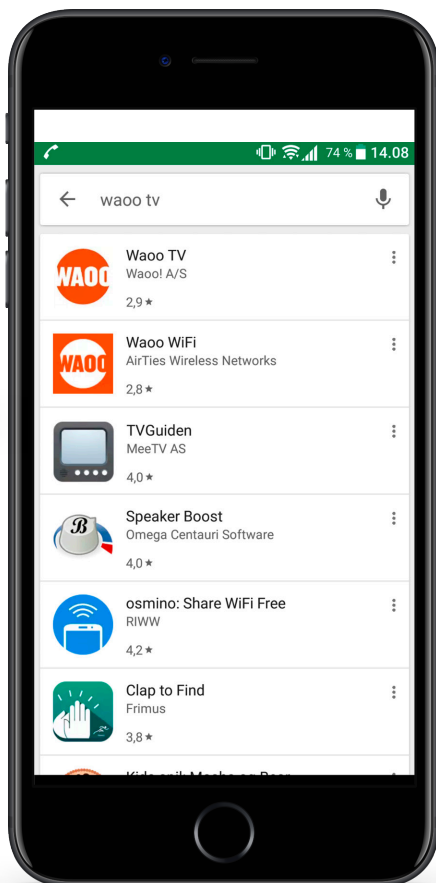 74 % 14.08
waoo tv
WAOO
Waoo TV
Waoo! A/S
2,9 ★
WAOO
Waoo WiFi
AirTies Wireless Networks
2,8 ★
TVGuiden
MeeTV AS
4,0 ★
B
Speaker Boost
Omega Centauri Software
4,0 ★
osmino: Share WiFi Free
RIWW
4,2 ★
Clap to Find
Frimus
3,8 ★